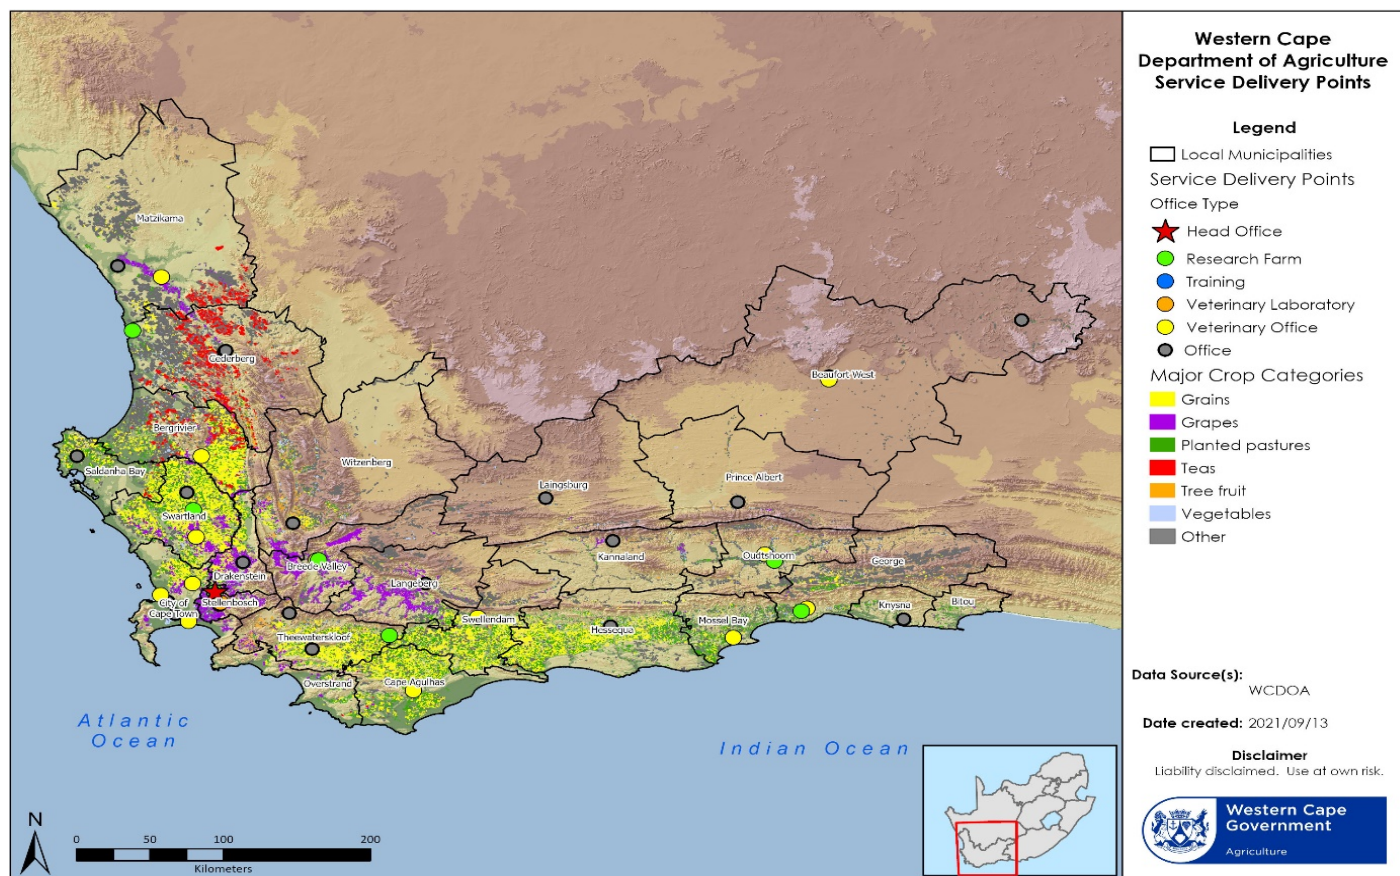 Western Cape
Department of Agriculture
Service Delivery Points
Legend
Local Municipalities
Service Delivery Points
Office Type
Head Office
Research Farm
Training
Veterinary Laboratory
Veterinary Office
Office
Major Crop Categories
Grains
Grapes
Planted pastures
Teas
Tree fruit
Vegetables
Other
Data Source(s):
WCDOA
Date created: 2021/09/13
Disclaimer
Liability disclaimed. Use at own risk.
Western Cape
Government
Agriculture
Matzikama
Cederberg
Bergrivier
Saldanha Bay
Swartland
Witzenberg
Beaufort West
Laingsburg
Prince Albert
Drakenstein
Breede Valley
Langeberg
Kannaland
Oudtshoorn
George
City of
Cape Town
Stellenbosch
Theewaterskloof
Swellendam
Hessequa
Mossel Bay
Knysna
Bitou
Overstrand
Cape Agulhas
Atlantic
Ocean
Indian Ocean
N
0 50 100 200
Kilometers